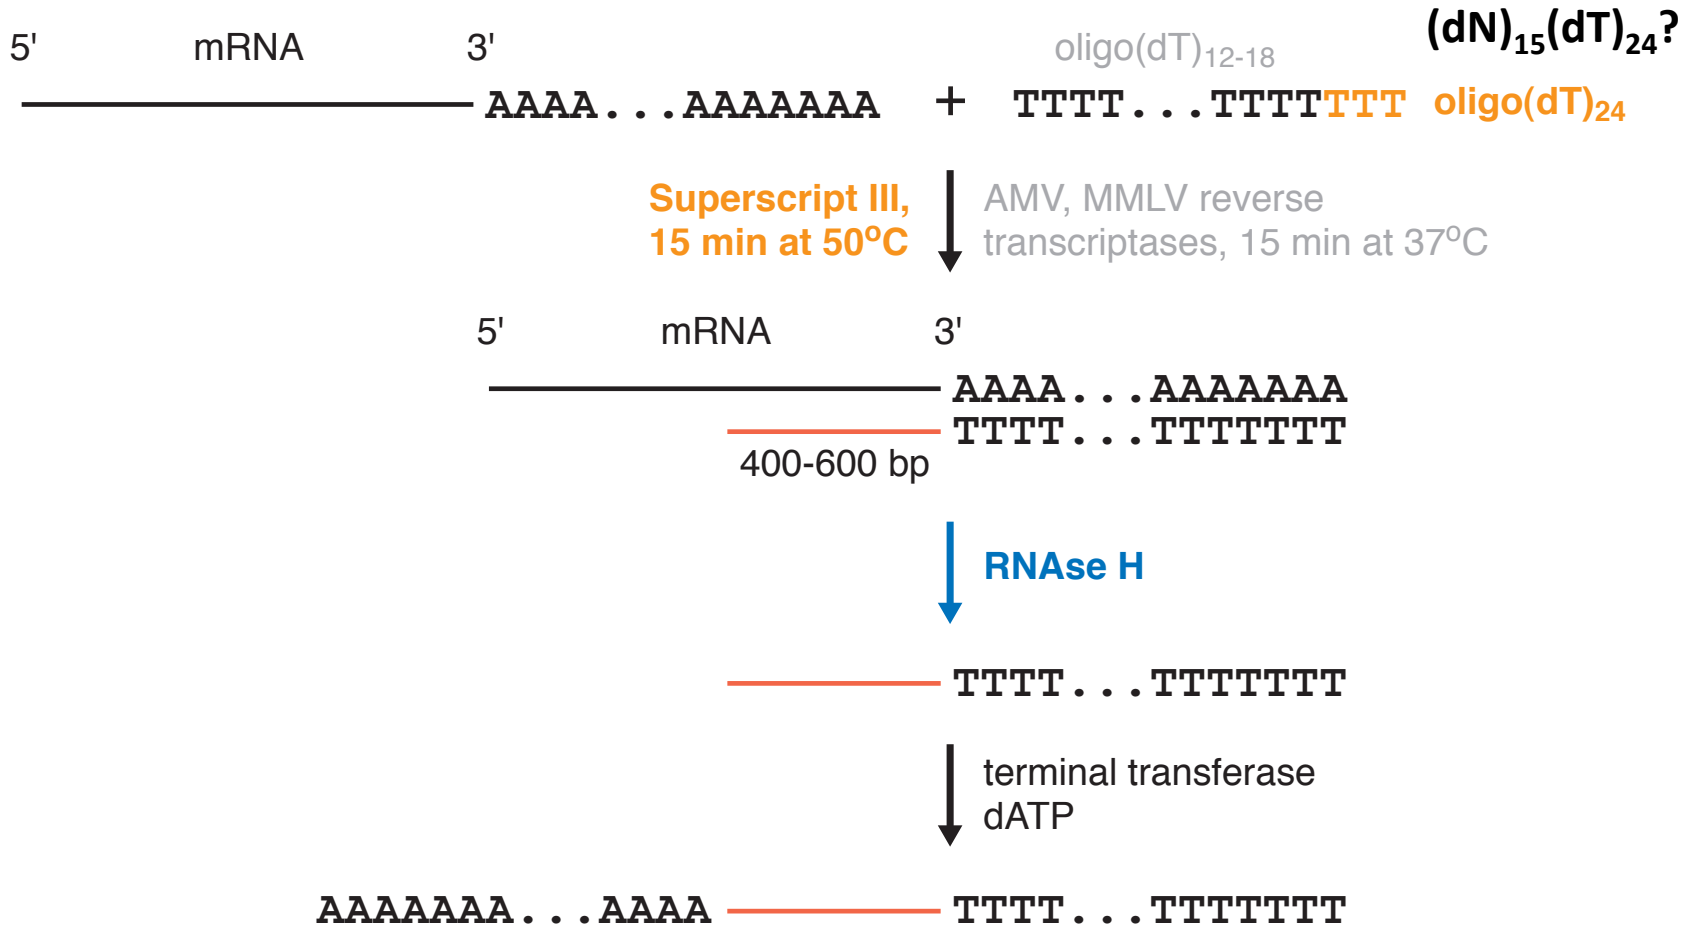 (dN)15(dT)24?
5' mRNA 3' oligo(dT)12-18
AAAA...AAAAAAA + TTTT...TTTTTTT oligo(dT)24
Superscript III, AMV, MMLV reverse
15 min at 50oC transcriptases, 15 min at 37oC
5' mRNA 3'
AAAA...AAAAAAA
TTTT...TTTTTTT
400-600 bp
RNAse H
TTTT...TTTTTTT
terminal transferase
dATP
AAAAAAA...AAAA TTTT...TTTTTTT